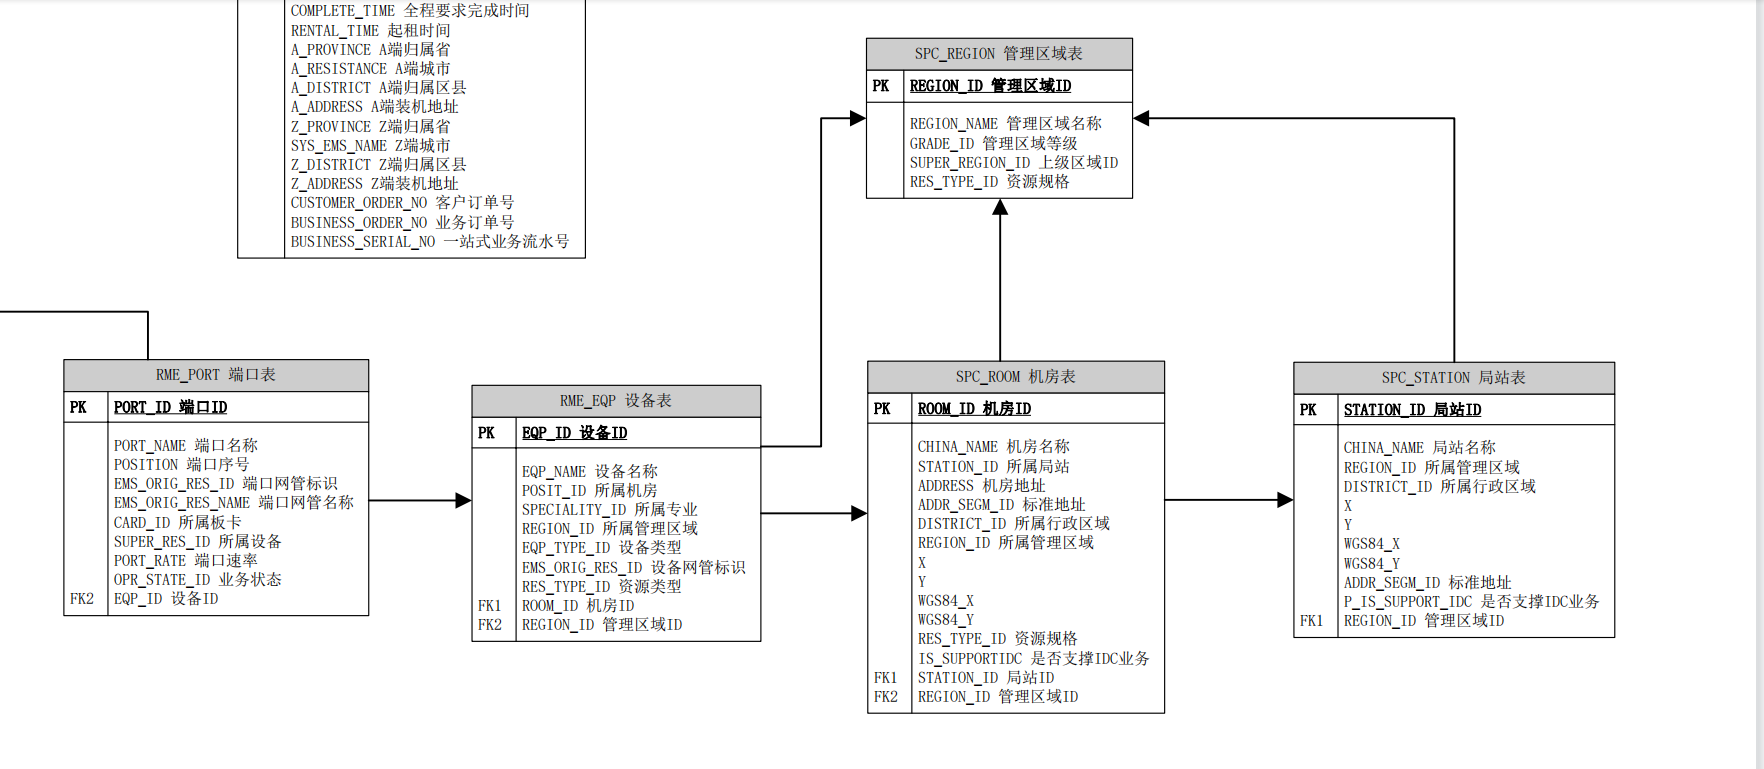 COMPLETE_TIME 全程要求完成时间
RENTAL_TIME 起租时间
A_PROVINCE A端归属省
A_RESISTANCE A端城市
A_DISTRICT A端归属区县
A_ADDRESS A端装机地址
Z_PROVINCE Z端归属省
SYS_EMS_NAME Z端城市
Z_DISTRICT Z端归属区县
Z_ADDRESS Z端装机地址
CUSTOMER_ORDER_NO 客户订单号
BUSINESS_ORDER_NO 业务订单号
BUSINESS_SERIAL_NO 一站式业务流水号
SPC_REGION 管理区域表
PK REGION_ID 管理区域ID
REGION_NAME 管理区域名称
GRADE_ID 管理区域等级
SUPER_REGION_ID 上级区域ID
RES_TYPE_ID 资源规格
RME_PORT 端口表
PK PORT_ID 端口ID
PORT_NAME 端口名称
POSITION 端口序号
EMS_ORIG_RES_ID 端口网管标识
EMS_ORIG_RES_NAME 端口网管名称
CARD_ID 所属板卡
SUPER_RES_ID 所属设备
PORT_RATE 端口速率
OPR_STATE_ID 业务状态
FK2 EQP_ID 设备ID
RME_EQP 设备表
PK EQP_ID 设备ID
EQP_NAME 设备名称
POSIT_ID 所属机房
SPECIALITY_ID 所属专业
REGION_ID 所属管理区域
EQP_TYPE_ID 设备类型
EMS_ORIG_RES_ID 设备网管标识
RES_TYPE_ID 资源类型
FK1 ROOM_ID 机房ID
FK2 REGION_ID 管理区域ID
SPC_ROOM 机房表
PK ROOM_ID 机房ID
CHINA_NAME 机房名称
STATION_ID 所属局站
ADDRESS 机房地址
ADDR_SEGM_ID 标准地址
DISTRICT_ID 所属行政区域
REGION_ID 所属管理区域
X
Y
WGS84_X
WGS84_Y
RES_TYPE_ID 资源规格
IS_SUPPORTIDC 是否支撑IDC业务
FK1 STATION_ID 局站ID
FK2 REGION_ID 管理区域ID
SPC_STATION 局站表
PK STATION_ID 局站ID
CHINA_NAME 局站名称
REGION_ID 所属管理区域
DISTRICT_ID 所属行政区域
X
Y
WGS84_X
WGS84_Y
ADDR_SEGM_ID 标准地址
P_IS_SUPPORT_IDC 是否支撑IDC业务
FK1 REGION_ID 管理区域ID